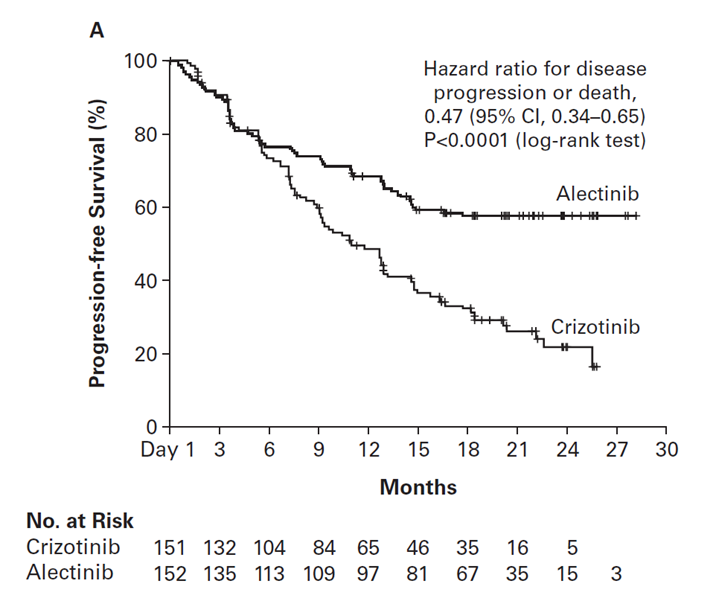 A
Hazard ratio for disease
progression or death,
0.47 (95% CI, 0.34–0.65)
P<0.0001 (log-rank test)
Progression-free Survival (%)
100
80
60
40
20
0
Alectinib
Crizotinib
Day 1 3 6 9 12 15 18 21 24 27 30
Months
No. at Risk
Crizotinib 151 132 104 84 65 46 35 16 5
Alectinib 152 135 113 109 97 81 67 35 15 3